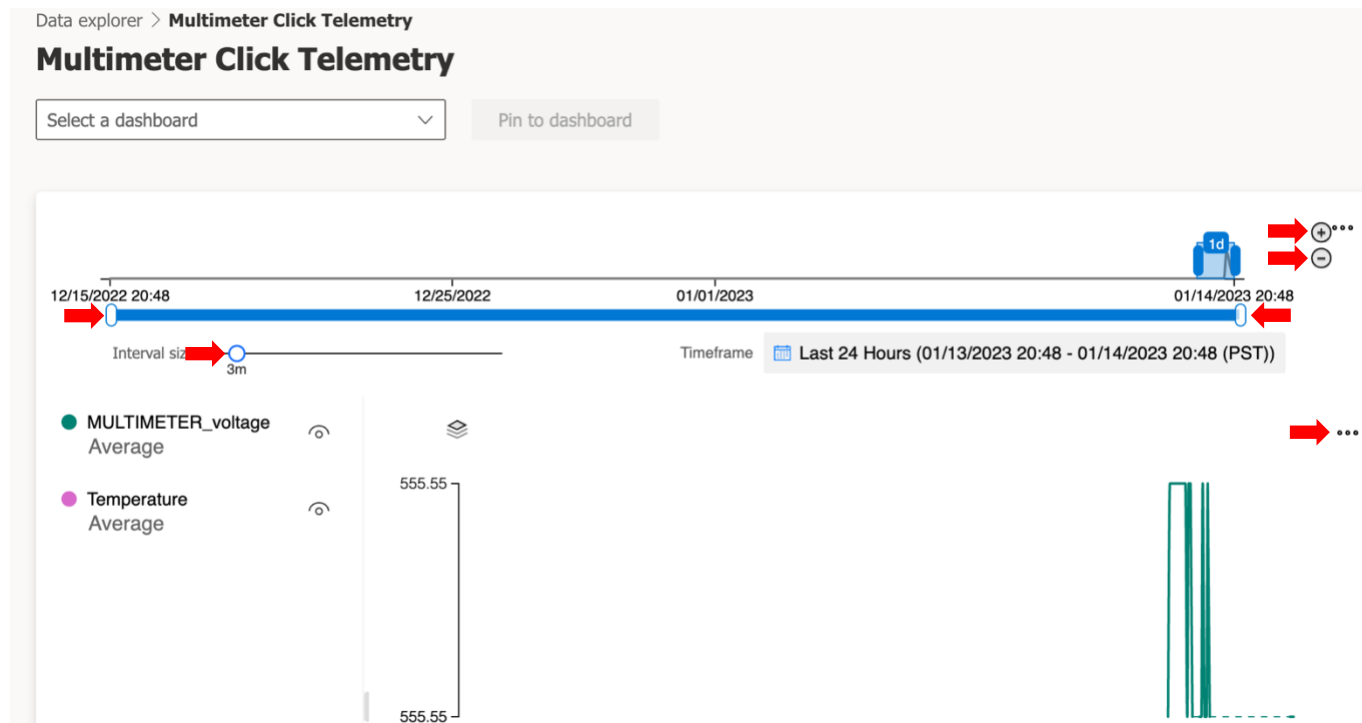 Data explorer > Multimeter Click Telemetry
Multimeter Click Telemetry
Select a dashboard
Pin to dashboard
1d
12/15/2022 20:48 12/25/2022 01/01/2023 01/14/2023 20:48
Interval siz
3m
Timeframe Last 24 Hours (01/13/2023 20:48 - 01/14/2023 20:48 (PST))
MULTIMETER_voltage
Average
555.55
Temperature
Average
555.55